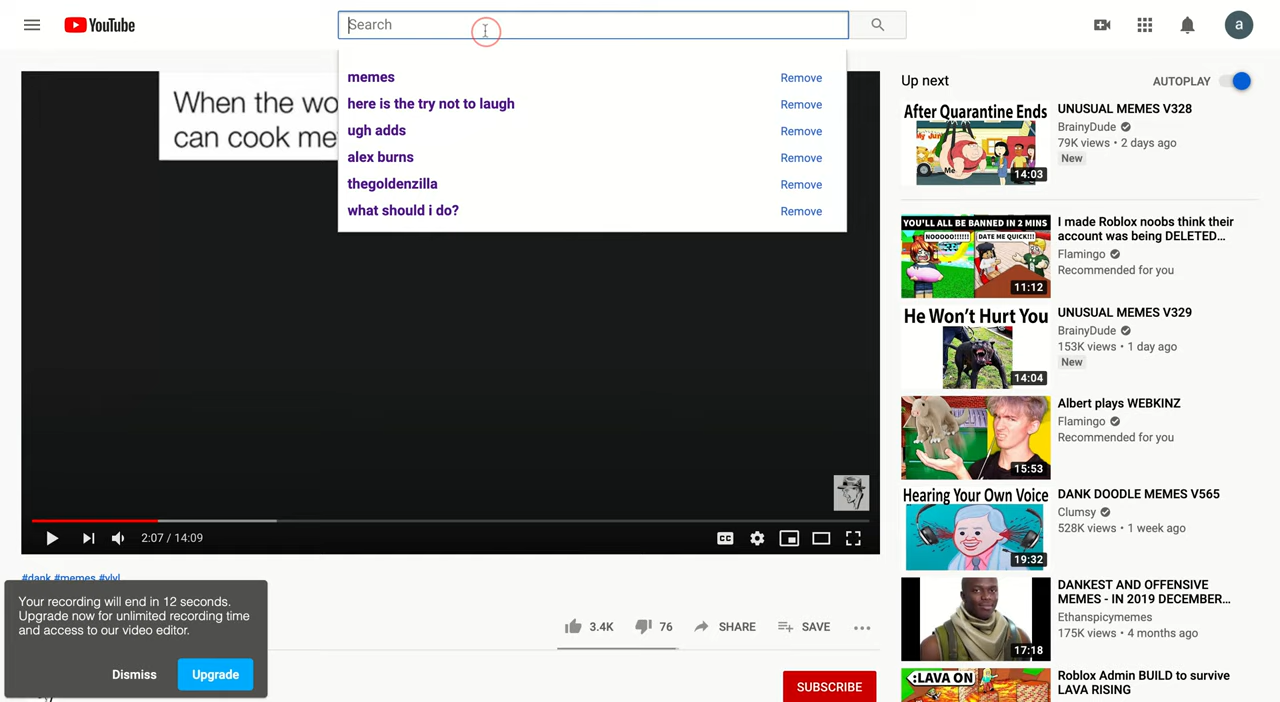 YouTube
Search
a
memes Remove
here is the try not to laugh Remove
ugh adds Remove
alex burns Remove
thegoldenzilla Remove
what should i do? Remove
When the wo
can cook me
CC
2:07 / 14:09
#dank #memes #ylyl
Your recording will end in 12 seconds.
Upgrade now for unlimited recording time
and access to our video editor.
Dismiss Upgrade
3.4K 76 SHARE SAVE
SUBSCRIBE
Up next AUTOPLAY
After Quarantine Ends
Me
14:03
UNUSUAL MEMES V328
BrainyDude
79K views • 2 days ago
New
YOU'LL ALL BE BANNED IN 2 MINS
NOOOOO!!!!!!
DATE ME QUICK!!!
11:12
I made Roblox noobs think their
account was being DELETED...
Flamingo
Recommended for you
He Won't Hurt You
14:04
UNUSUAL MEMES V329
BrainyDude
153K views • 1 day ago
New
15:53
Albert plays WEBKINZ
Flamingo
Recommended for you
Hearing Your Own Voice
19:32
DANK DOODLE MEMES V565
Clumsy
528K views • 1 week ago
17:18
DANKEST AND OFFENSIVE
MEMES - IN 2019 DECEMBER...
Ethanspicymemes
175K views • 4 months ago
:LAVA ON
Roblox Admin BUILD to survive
LAVA RISING